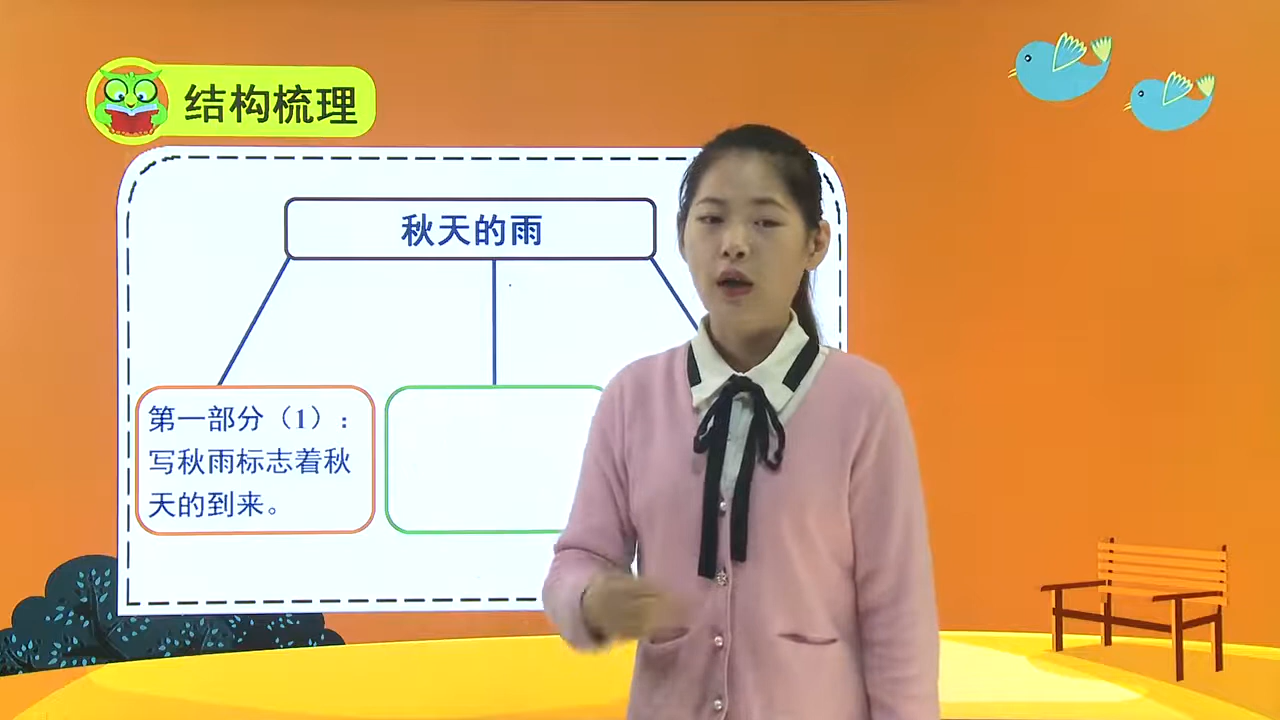 结构梳理
秋天的雨
第一部分（1）：
写秋雨标志着秋
天的到来。